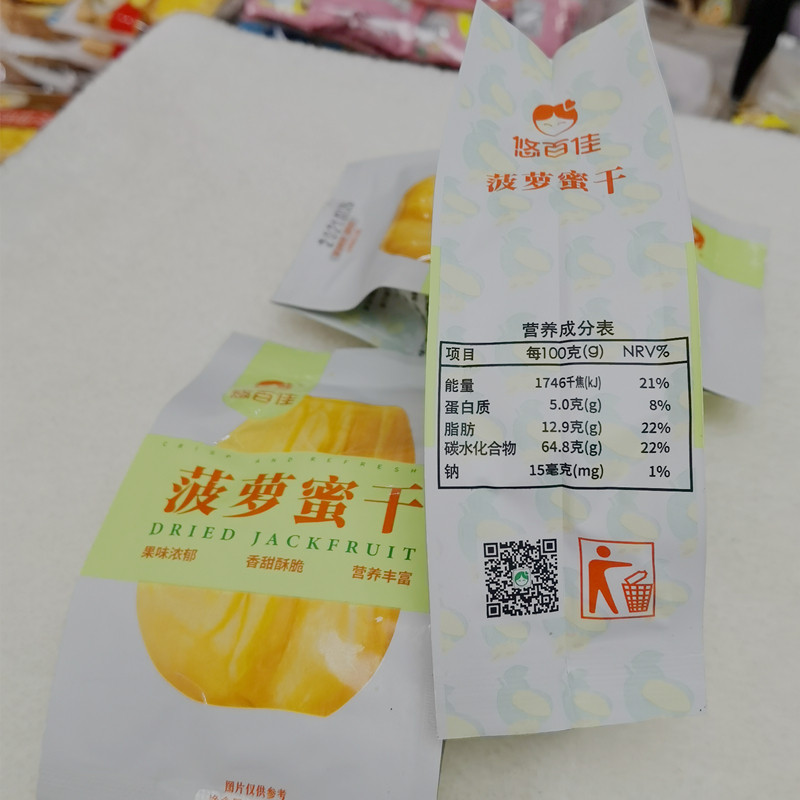 悠百佳
菠萝蜜干
营养成分表
项目 每100克(g) NRV%
能量 1746千焦(kJ) 21%
蛋白质 5.0克(g) 8%
脂肪 12.9克(g) 22%
碳水化合物 64.8克(g) 22%
钠 15毫克(mg) 1%
悠百佳
菠萝蜜干
DRIED JACKFRUIT
果味浓郁 香甜酥脆 营养丰富
图片仅供参考